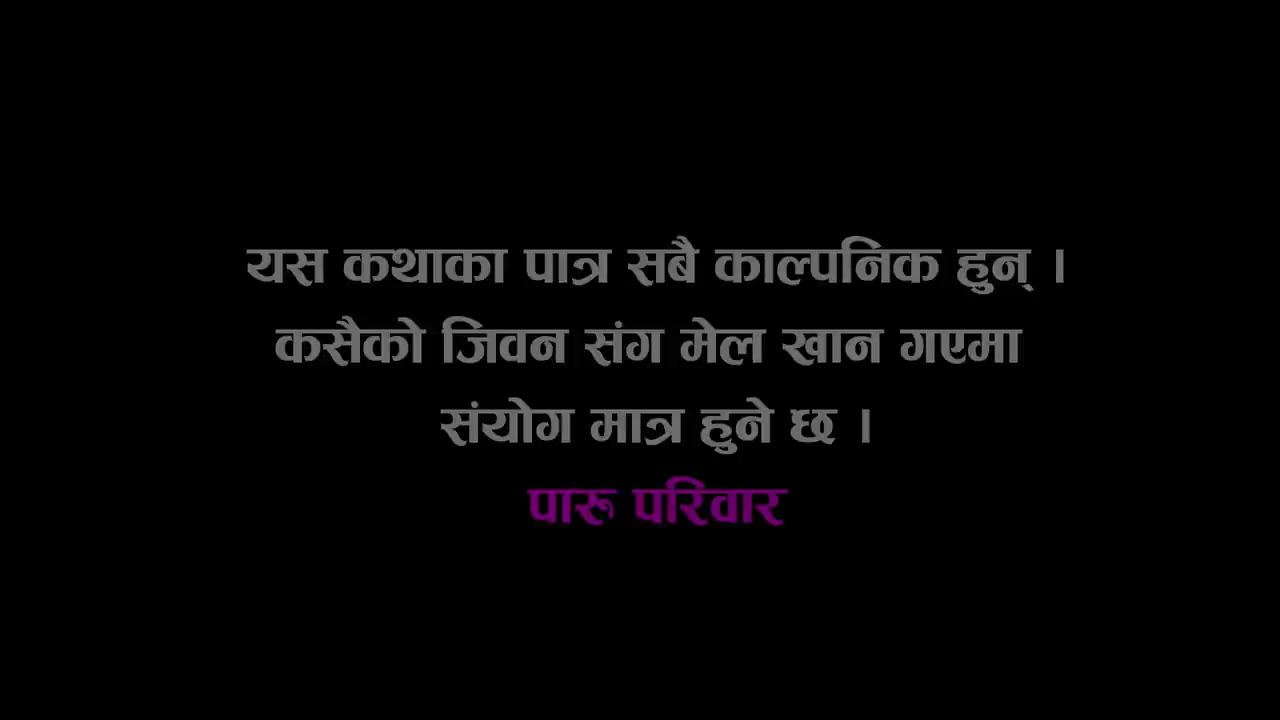 यस कथाका पात्र सबै काल्पनिक हुन् ।
कसैको जिवन संग मेल खान गएमा
संयोग मात्र हुने छ ।
पारू परिवार